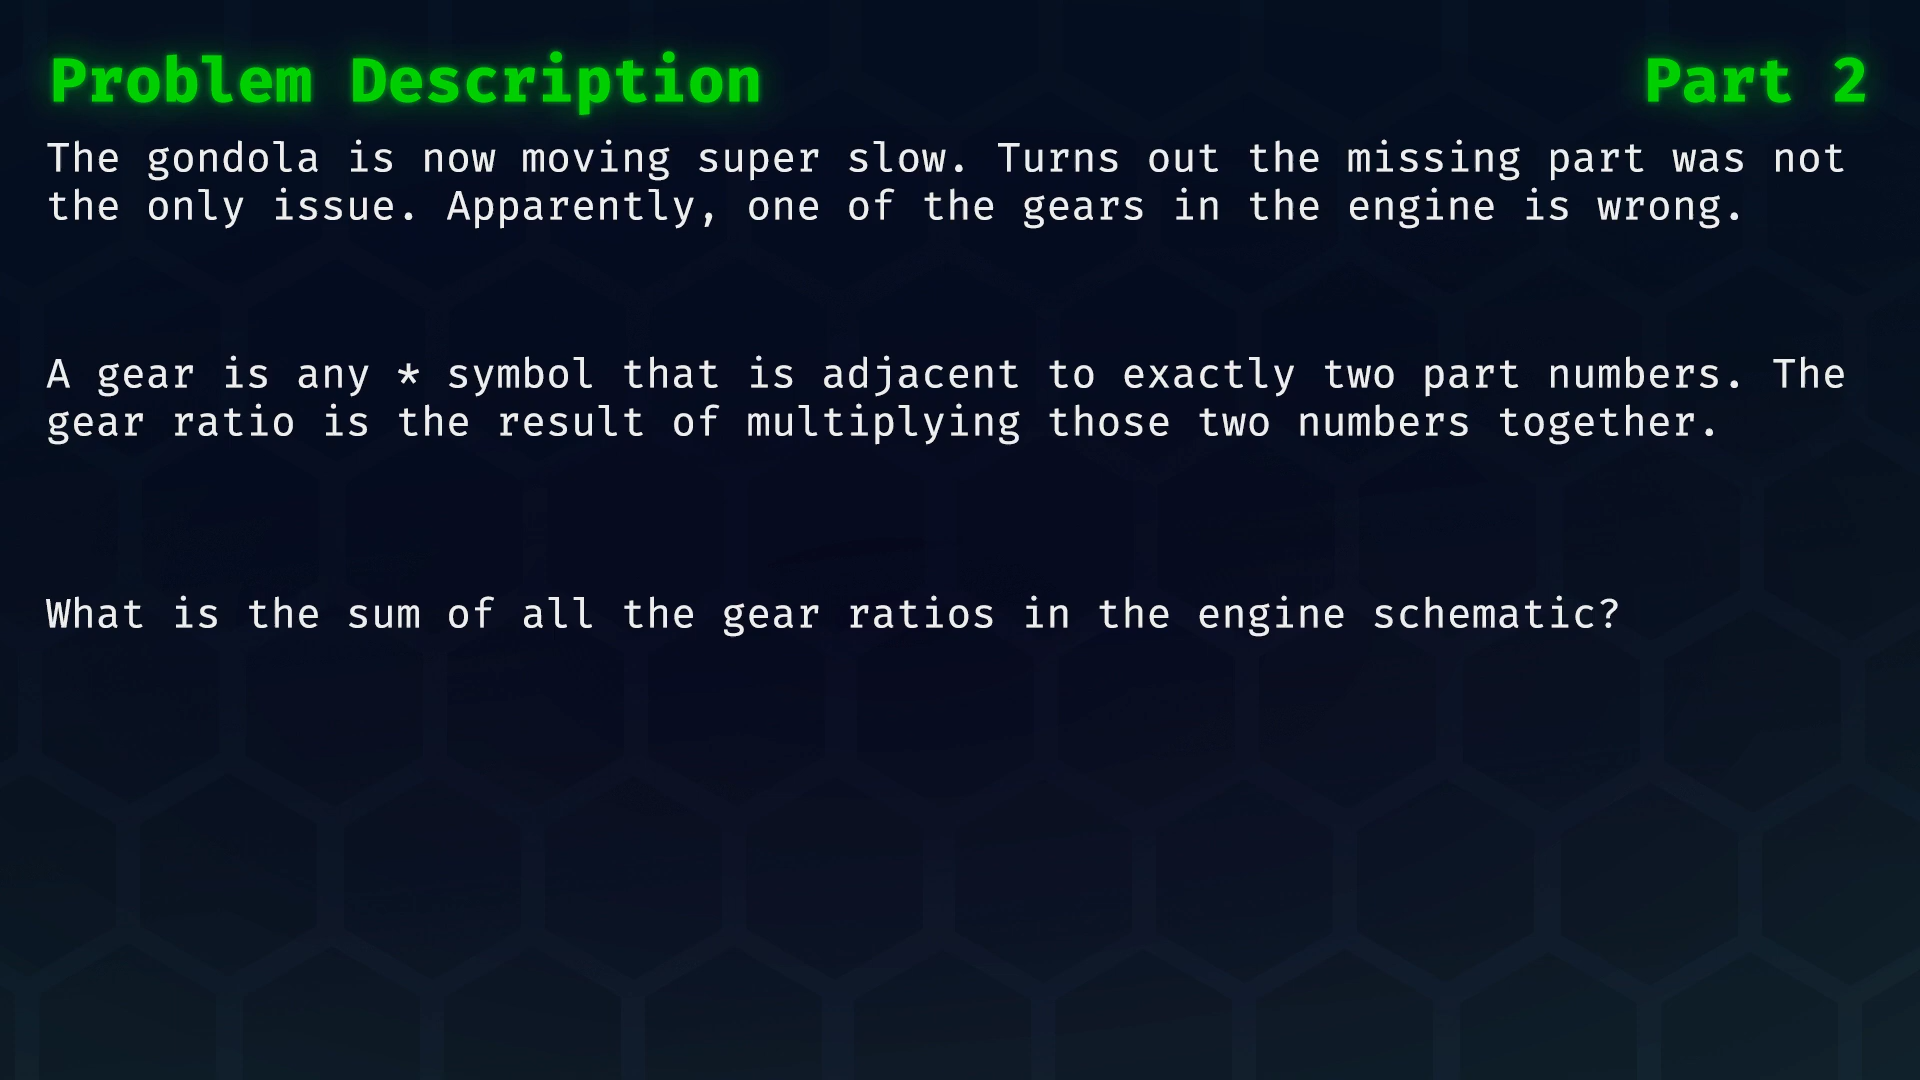 Problem Description
Part 2
The gondola is now moving super slow. Turns out the missing part was not
the only issue. Apparently, one of the gears in the engine is wrong.
A gear is any * symbol that is adjacent to exactly two part numbers. The
gear ratio is the result of multiplying those two numbers together.
What is the sum of all the gear ratios in the engine schematic?